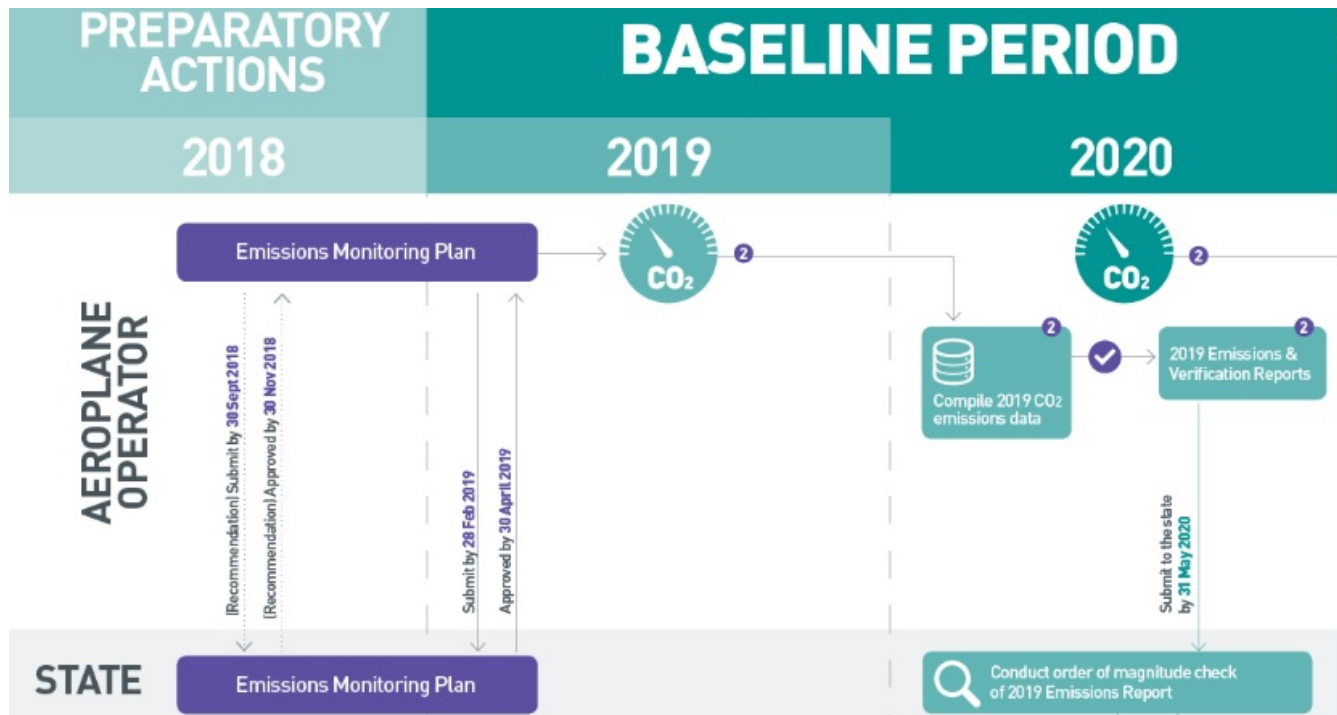 PREPARATORY
ACTIONS
BASELINE PERIOD
2018
2019
2020
AEROPLANE
OPERATOR
Emissions Monitoring Plan
CO₂
2
CO₂
2
(Recommendation) Submit by 30 Sept 2018
(Recommendation) Approved by 30 Nov 2018
Submit by 28 Feb 2019
Approved by 30 April 2019
2
Compile 2019 CO₂
emissions data
2
2019 Emissions &
Verification Reports
Submit to the state
by 31 May 2020
STATE
Emissions Monitoring Plan
Conduct order of magnitude check
of 2019 Emissions Report